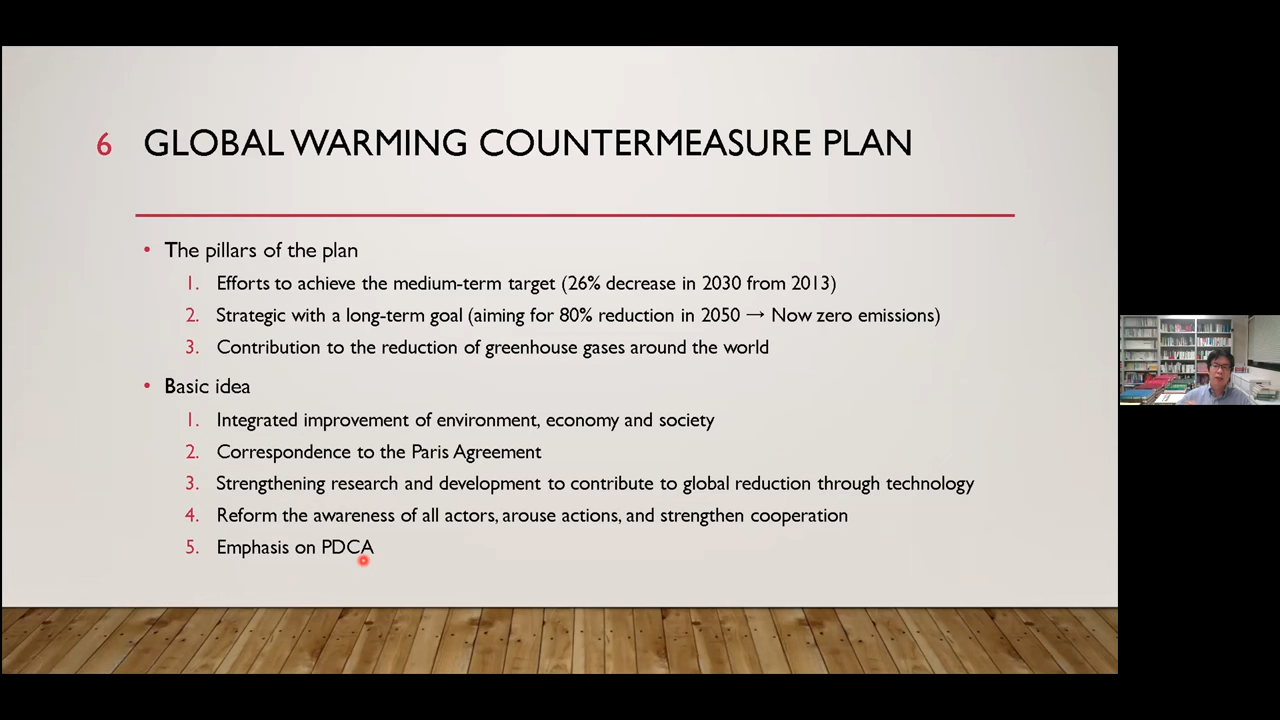 6 GLOBAL WARMING COUNTERMEASURE PLAN
• The pillars of the plan
1. Efforts to achieve the medium-term target (26% decrease in 2030 from 2013)
2. Strategic with a long-term goal (aiming for 80% reduction in 2050 → Now zero emissions)
3. Contribution to the reduction of greenhouse gases around the world
• Basic idea
1. Integrated improvement of environment, economy and society
2. Correspondence to the Paris Agreement
3. Strengthening research and development to contribute to global reduction through technology
4. Reform the awareness of all actors, arouse actions, and strengthen cooperation
5. Emphasis on PDCA